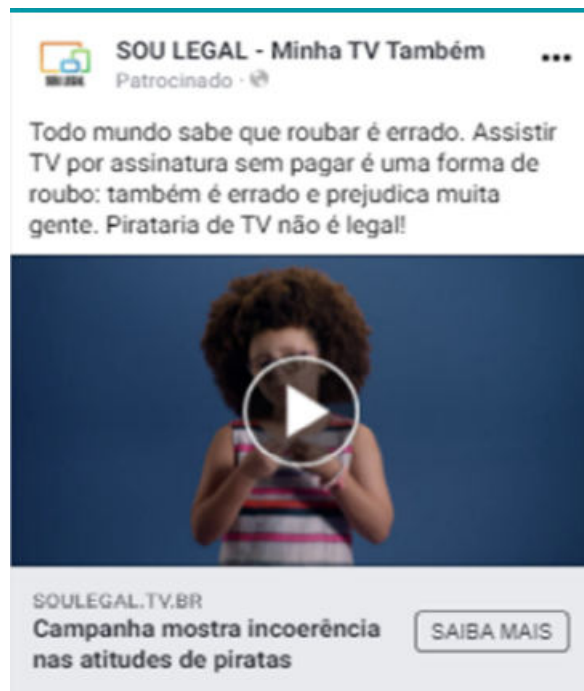 SOU LEGAL - Minha TV Também
Patrocinado ·
Todo mundo sabe que roubar é errado. Assistir
TV por assinatura sem pagar é uma forma de
roubo: também é errado e prejudica muita
gente. Pirataria de TV não é legal!
SOULEGAL.TV.BR
Campanha mostra incoerência
nas atitudes de piratas
SAIBA MAIS